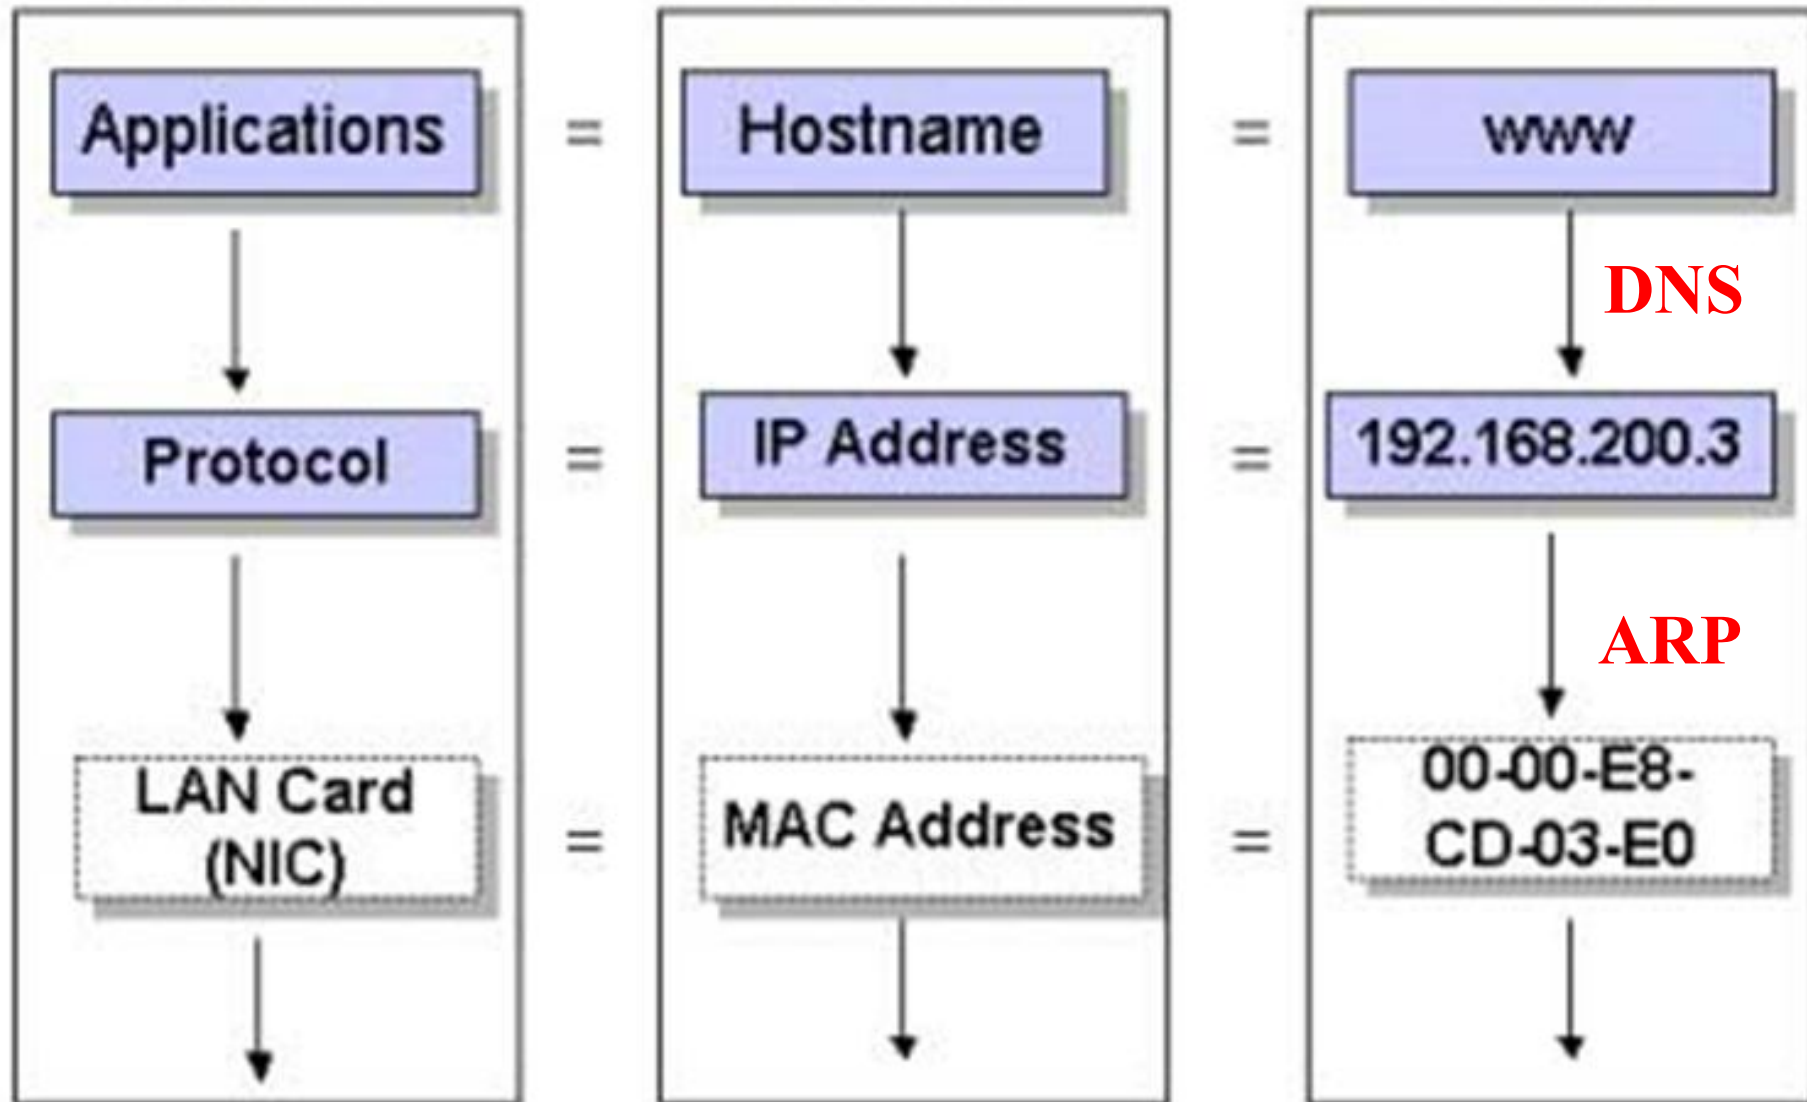 Applications = Hostname = www
DNS
Protocol = IP Address = 192.168.200.3
ARP
LAN Card
(NIC)
=
MAC Address
=
00-00-E8-
CD-03-E0